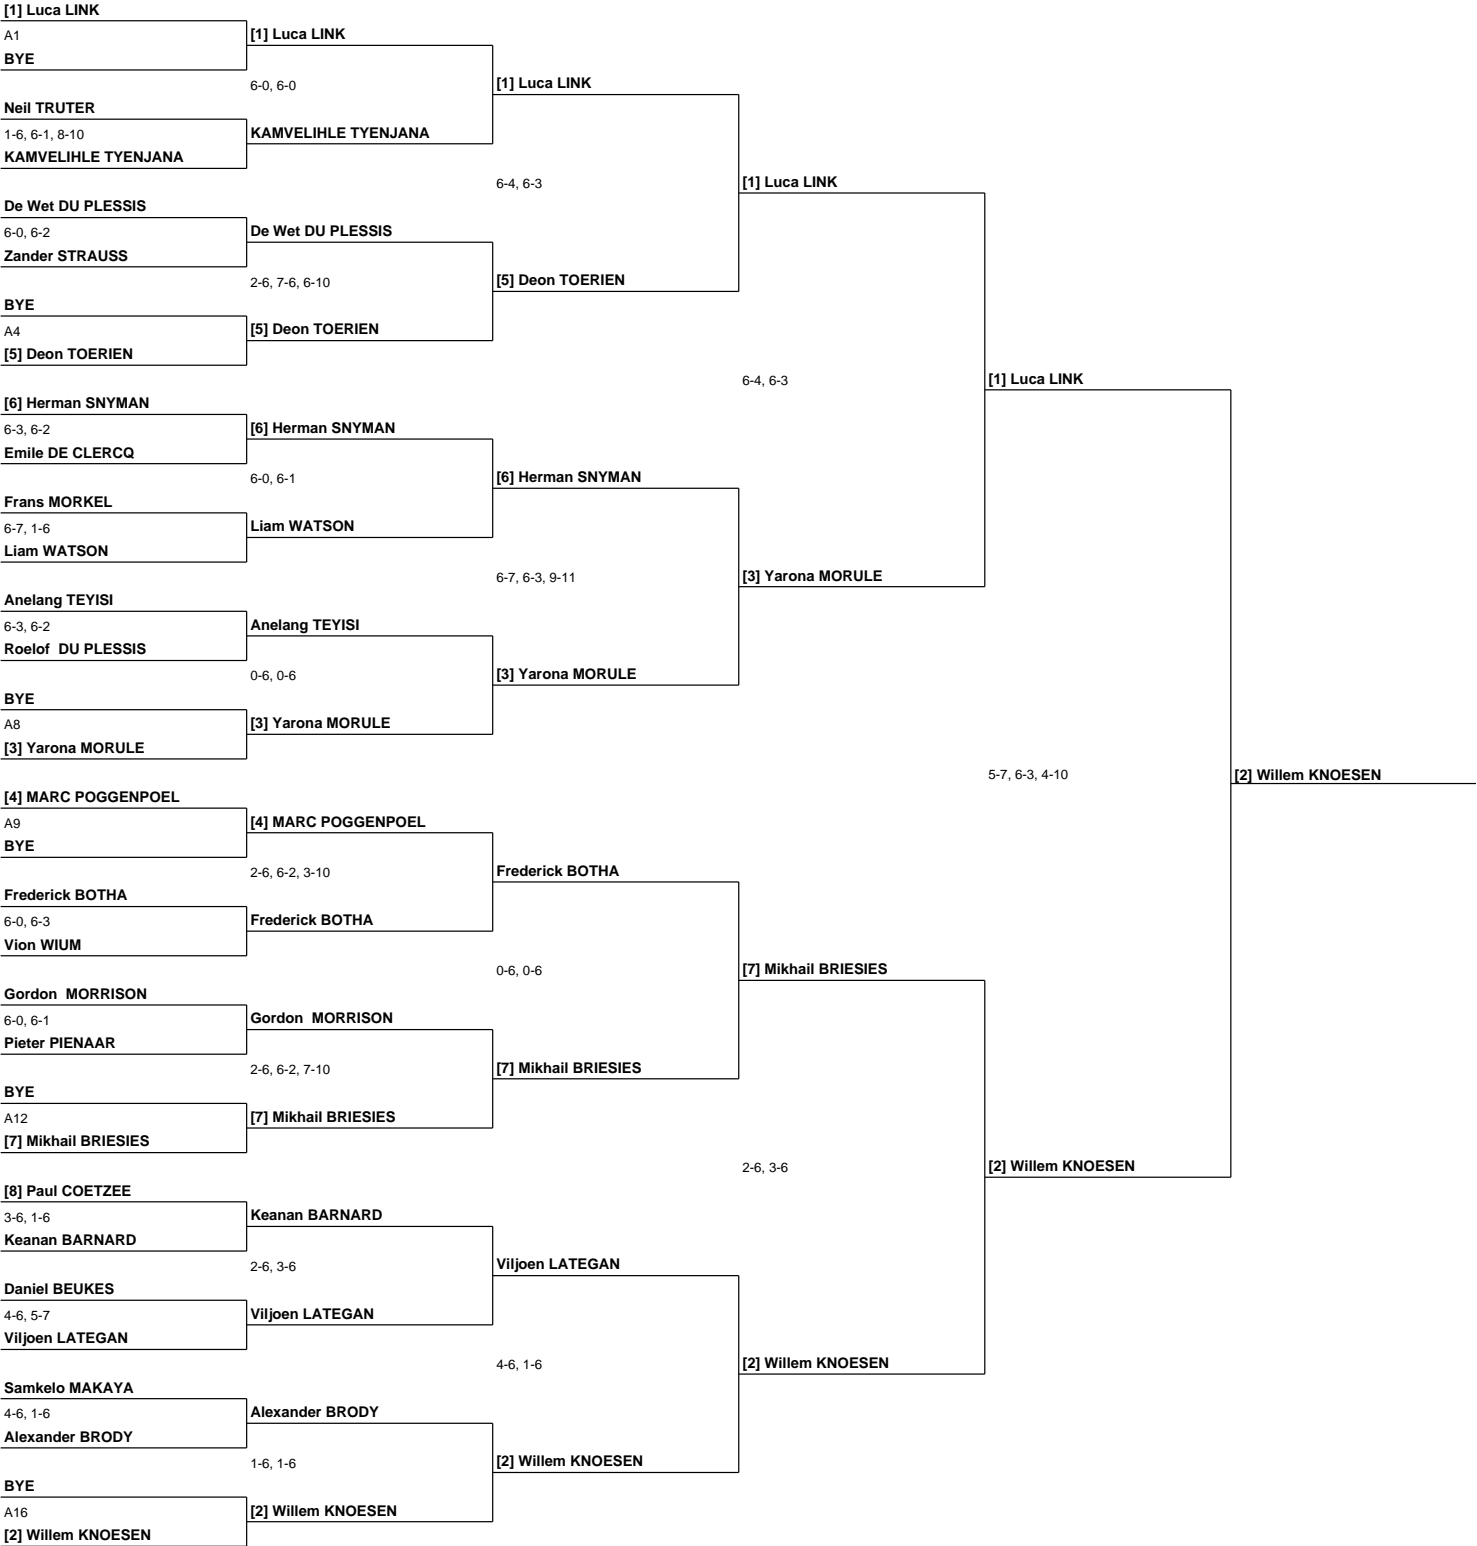 [1] Luca LINK
A1
BYE
Neil TRUTER
1-6, 6-1, 8-10
KAMVELIHLE TYENJANA
De Wet DU PLESSIS
6-0, 6-2
Zander STRAUSS
BYE
A4
[5] Deon TOERIEN
[6] Herman SNYMAN
6-3, 6-2
Emile DE CLERCQ
Frans MORKEL
6-7, 1-6
Liam WATSON
Anelang TEYISI
6-3, 6-2
Roelof  DU PLESSIS
BYE
A8
[3] Yarona MORULE
[4] MARC POGGENPOEL
A9
BYE
Frederick BOTHA
6-0, 6-3
Vion WIUM
Gordon  MORRISON
6-0, 6-1
Pieter PIENAAR
BYE
A12
[7] Mikhail BRIESIES
[8] Paul COETZEE
3-6, 1-6
Keanan BARNARD
Daniel BEUKES
4-6, 5-7
Viljoen LATEGAN
Samkelo MAKAYA
4-6, 1-6
Alexander BRODY
BYE
A16
[2] Willem KNOESEN
[1] Luca LINK
6-0, 6-0
KAMVELIHLE TYENJANA
De Wet DU PLESSIS
2-6, 7-6, 6-10
[5] Deon TOERIEN
[6] Herman SNYMAN
6-0, 6-1
Liam WATSON
Anelang TEYISI
0-6, 0-6
[3] Yarona MORULE
[4] MARC POGGENPOEL
2-6, 6-2, 3-10
Frederick BOTHA
Gordon  MORRISON
2-6, 6-2, 7-10
[7] Mikhail BRIESIES
Keanan BARNARD
2-6, 3-6
Viljoen LATEGAN
Alexander BRODY
1-6, 1-6
[2] Willem KNOESEN
[1] Luca LINK
6-4, 6-3
[5] Deon TOERIEN
[6] Herman SNYMAN
6-7, 6-3, 9-11
[3] Yarona MORULE
Frederick BOTHA
0-6, 0-6
[7] Mikhail BRIESIES
Viljoen LATEGAN
4-6, 1-6
[2] Willem KNOESEN
[1] Luca LINK
6-4, 6-3
[3] Yarona MORULE
[7] Mikhail BRIESIES
2-6, 3-6
[2] Willem KNOESEN
[1] Luca LINK
5-7, 6-3, 4-10
[2] Willem KNOESEN
[2] Willem KNOESEN